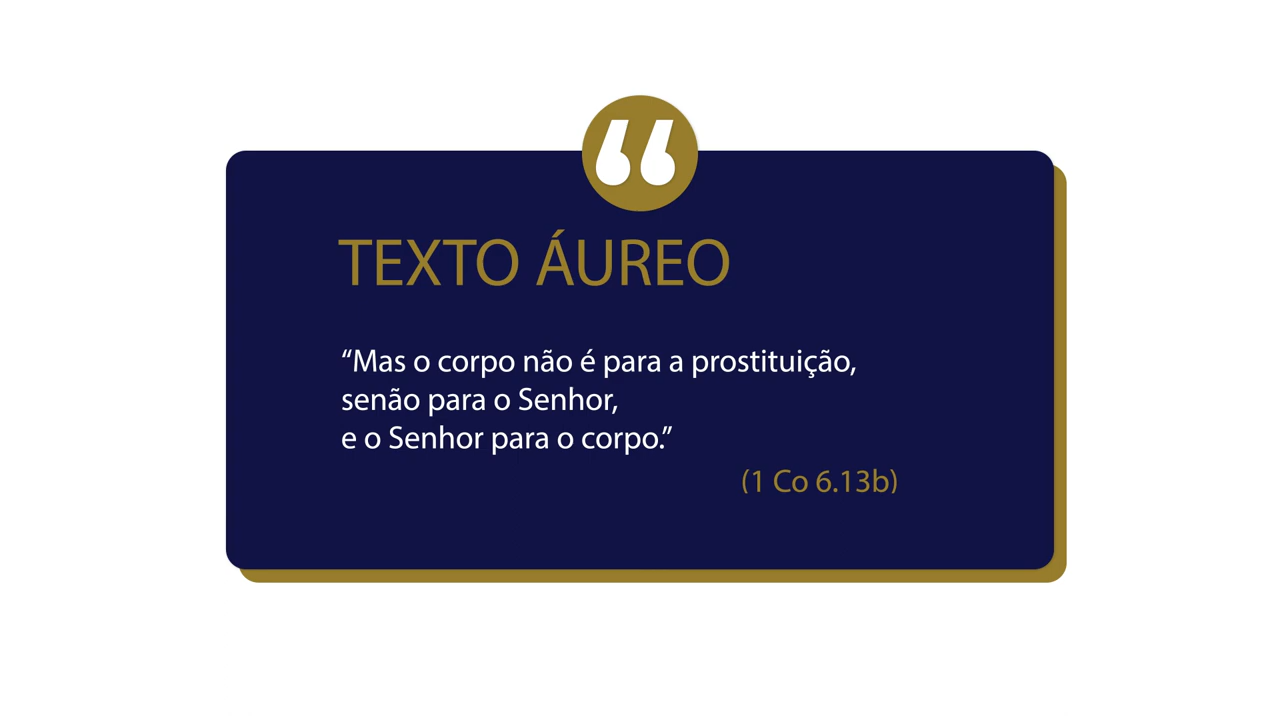 TEXTO ÁUREO
“Mas o corpo não é para a prostituição,
senão para o Senhor,
e o Senhor para o corpo.”
(1 Co 6.13b)